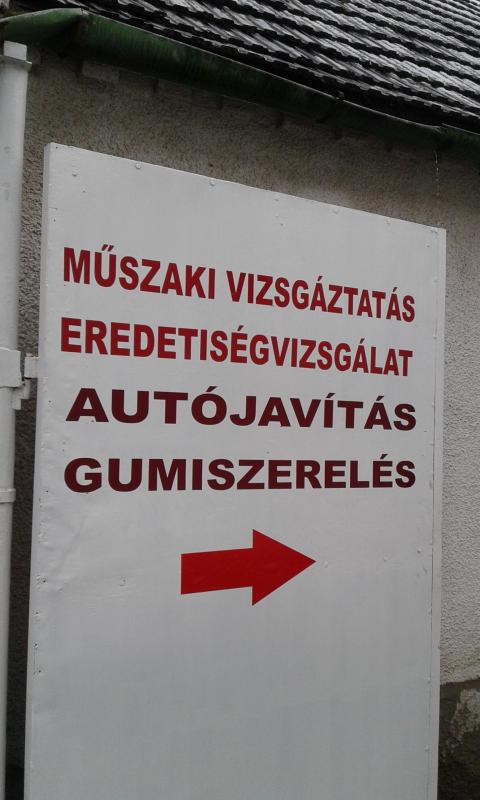 MŰSZAKI VIZSGÁZTATÁS
EREDETISÉGVIZSGÁLAT
AUTÓJAVÍTÁS
GUMISZERELÉS